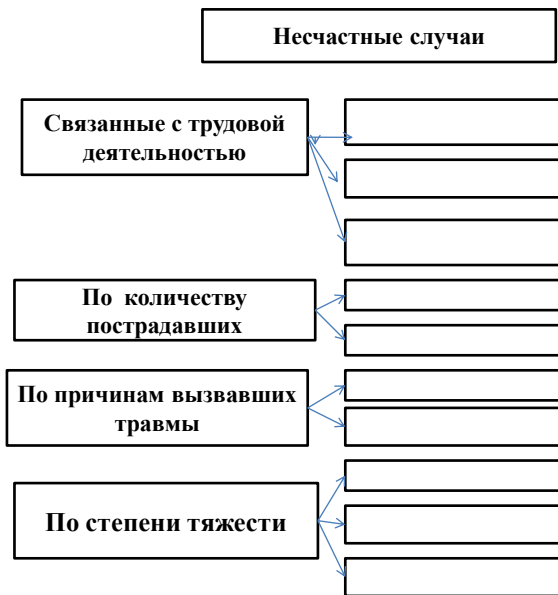 Несчастные случаи
Связанные с трудовой
деятельностью
По количеству
пострадавших
По причинам вызвавших
травмы
По степени тяжести